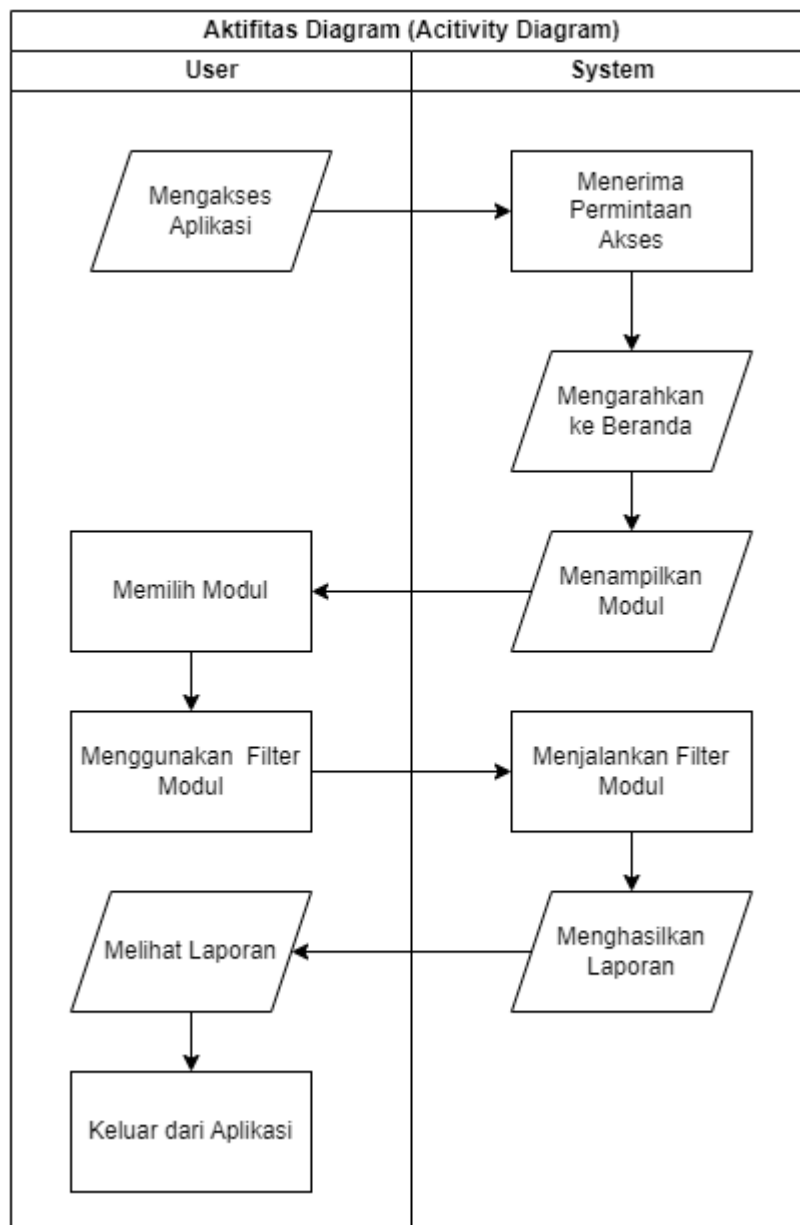 Aktifitas Diagram (Acitivity Diagram)
User
System
Mengakses
Aplikasi
Menerima
Permintaan
Akses
Mengarahkan
ke Beranda
Menampilkan
Modul
Memilih Modul
Menggunakan Filter
Modul
Menjalankan Filter
Modul
Menghasilkan
Laporan
Melihat Laporan
Keluar dari Aplikasi